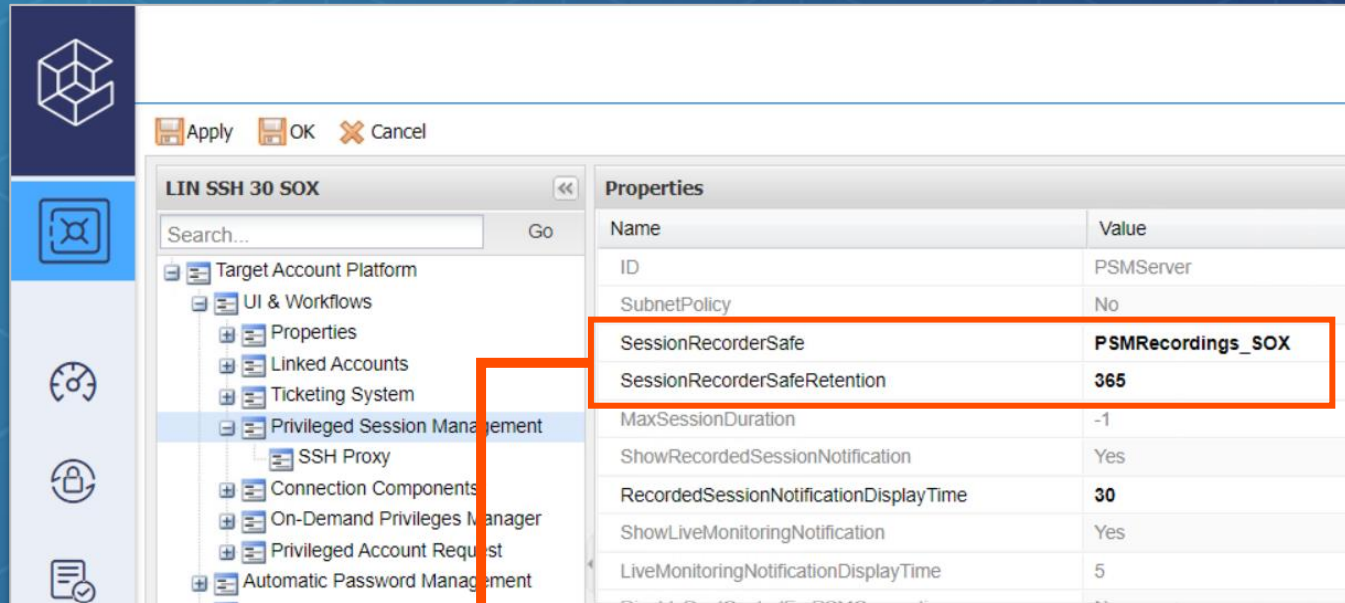 Apply OK Cancel
LIN SSH 30 SOX
Search... Go
Target Account Platform
UI & Workflows
Properties
Linked Accounts
Ticketing System
Privileged Session Management
SSH Proxy
Connection Components
On-Demand Privileges Manager
Privileged Account Request
Automatic Password Management
Properties
Name Value
ID PSMServer
SubnetPolicy No
SessionRecorderSafe PSMRecordings_SOX
SessionRecorderSafeRetention 365
MaxSessionDuration -1
ShowRecordedSessionNotification Yes
RecordedSessionNotificationDisplayTime 30
ShowLiveMonitoringNotification Yes
LiveMonitoringNotificationDisplayTime 5